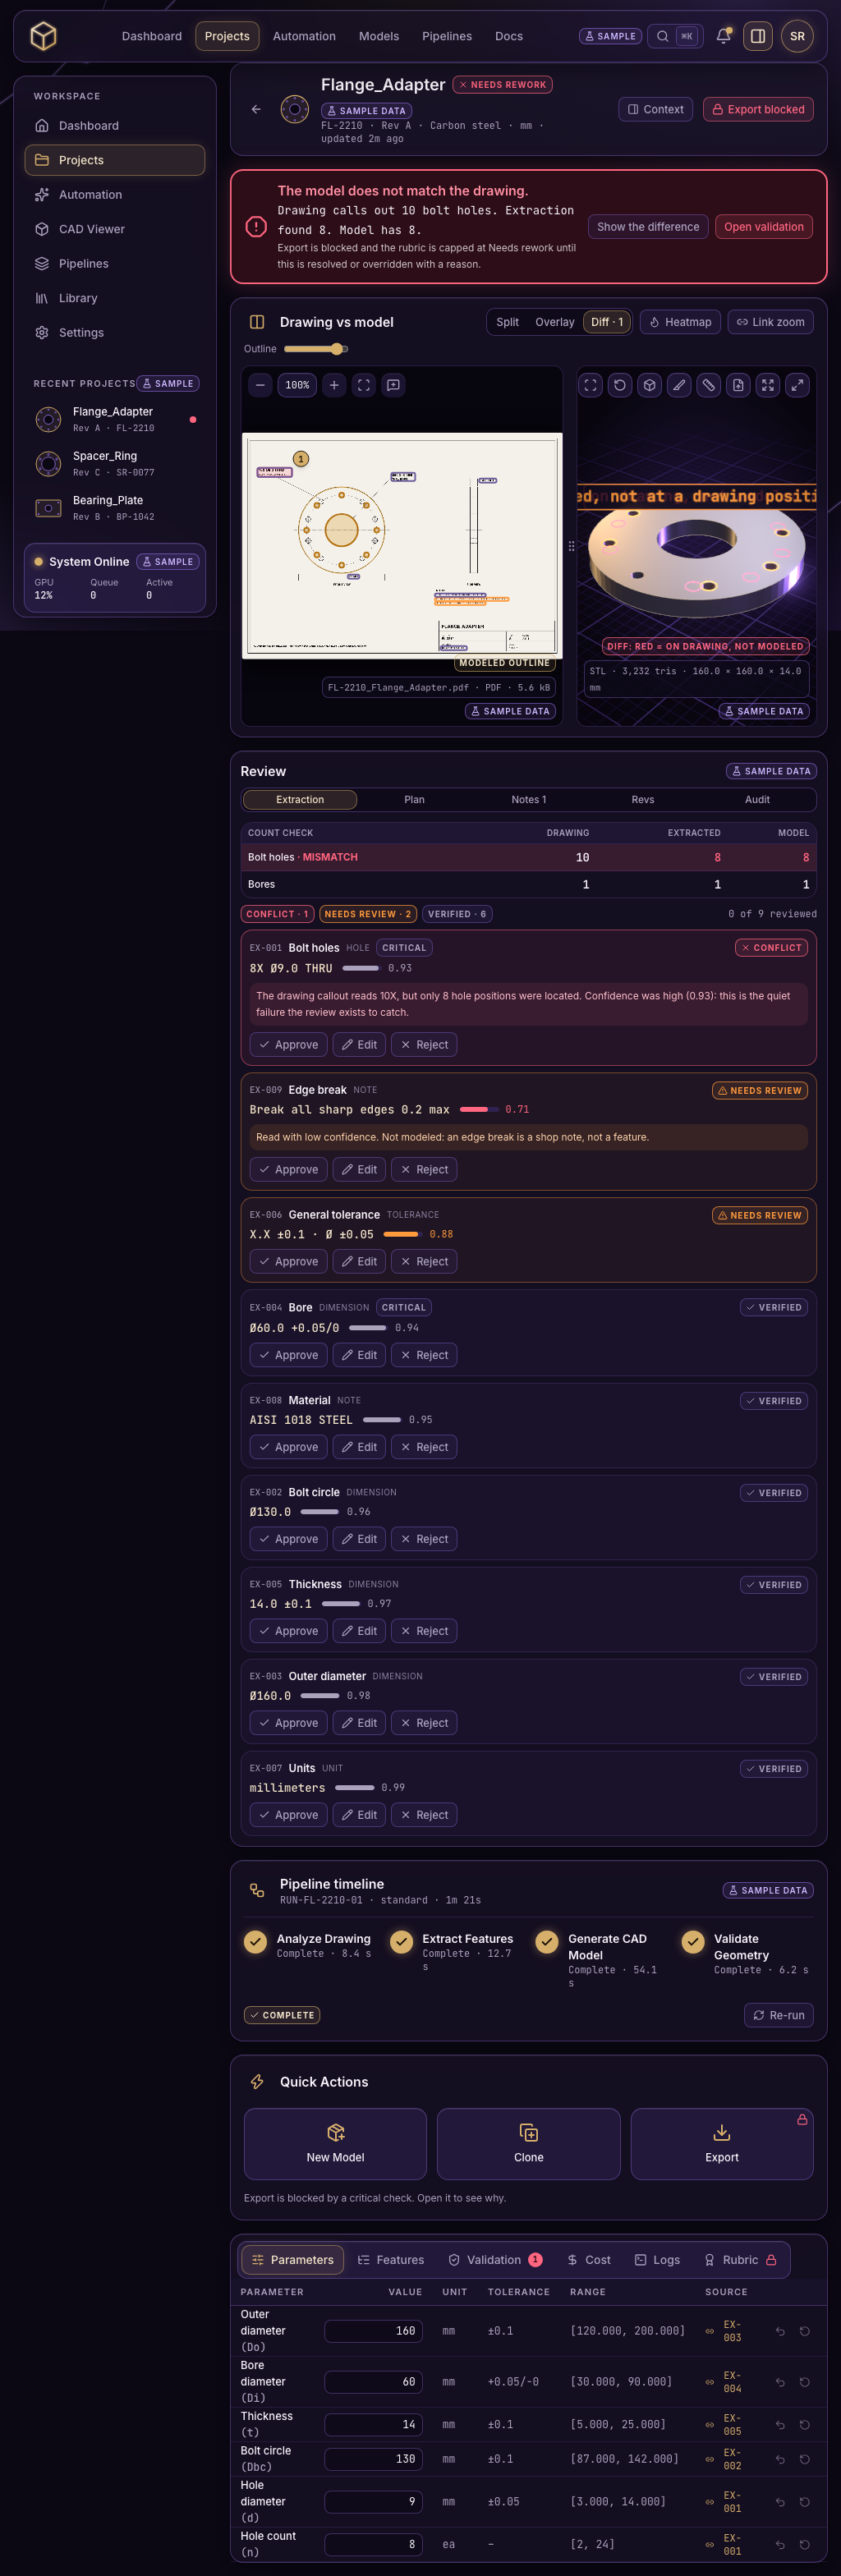 Dashboard Projects Automation Models Pipelines Docs SAMPLE ⌘K SR
WORKSPACE
Dashboard
Projects
Automation
CAD Viewer
Pipelines
Library
Settings
RECENT PROJECTS SAMPLE
Flange_Adapter
Rev A · FL-2210
Spacer_Ring
Rev C · SR-0077
Bearing_Plate
Rev B · BP-1042
System Online SAMPLE
GPU Queue Active
12% 0 0
Flange_Adapter NEEDS REWORK
SAMPLE DATA
FL-2210 · Rev A · Carbon steel · mm ·
updated 2m ago
Context Export blocked
The model does not match the drawing.
Drawing calls out 10 bolt holes. Extraction
found 8. Model has 8.
Export is blocked and the rubric is capped at Needs rework until
this is resolved or overridden with a reason.
Show the difference Open validation
Drawing vs model
Split Overlay Diff · 1 Heatmap Link zoom
Outline
100%
1
FLANGE ADAPTER
MODELED OUTLINE
FL-2210_Flange_Adapter.pdf · PDF · 5.6 kB
SAMPLE DATA
ed, not at a drawing positi
DIFF: RED = ON DRAWING, NOT MODELED
STL · 3,232 tris · 160.0 × 160.0 × 14.0
mm
SAMPLE DATA
Review SAMPLE DATA
Extraction Plan Notes 1 Revs Audit
COUNT CHECK DRAWING EXTRACTED MODEL
Bolt holes · MISMATCH 10 8 8
Bores 1 1 1
CONFLICT · 1 NEEDS REVIEW · 2 VERIFIED · 6 0 of 9 reviewed
EX-001 Bolt holes HOLE CRITICAL CONFLICT
8X Ø9.0 THRU 0.93
The drawing callout reads 10X, but only 8 hole positions were located. Confidence was high (0.93): this is the quiet
failure the review exists to catch.
Approve Edit Reject
EX-009 Edge break NOTE NEEDS REVIEW
Break all sharp edges 0.2 max 0.71
Read with low confidence. Not modeled: an edge break is a shop note, not a feature.
Approve Edit Reject
EX-006 General tolerance TOLERANCE NEEDS REVIEW
X.X ±0.1 · Ø ±0.05 0.88
Approve Edit Reject
EX-004 Bore DIMENSION CRITICAL VERIFIED
Ø60.0 +0.05/0 0.94
Approve Edit Reject
EX-008 Material NOTE VERIFIED
AISI 1018 STEEL 0.95
Approve Edit Reject
EX-002 Bolt circle DIMENSION VERIFIED
Ø130.0 0.96
Approve Edit Reject
EX-005 Thickness DIMENSION VERIFIED
14.0 ±0.1 0.97
Approve Edit Reject
EX-003 Outer diameter DIMENSION VERIFIED
Ø160.0 0.98
Approve Edit Reject
EX-007 Units UNIT VERIFIED
millimeters 0.99
Approve Edit Reject
Pipeline timeline
RUN-FL-2210-01 · standard · 1m 21s
SAMPLE DATA
Analyze Drawing
Complete · 8.4 s
Extract Features
Complete · 12.7
s
Generate CAD
Model
Complete · 54.1
s
Validate
Geometry
Complete · 6.2 s
COMPLETE Re-run
Quick Actions
New Model Clone Export
Export is blocked by a critical check. Open it to see why.
Parameters Features Validation 1 Cost Logs Rubric
PARAMETER VALUE UNIT TOLERANCE RANGE SOURCE
Outer
diameter
(Do)
160 mm ±0.1 [120.000, 200.000] EX-
003
Bore
diameter
(Di)
60 mm +0.05/-0 [30.000, 90.000] EX-
004
Thickness
(t)
14 mm ±0.1 [5.000, 25.000] EX-
005
Bolt circle
(Dbc)
130 mm ±0.1 [87.000, 142.000] EX-
002
Hole
diameter
(d)
9 mm ±0.05 [3.000, 14.000] EX-
001
Hole count
(n)
8 ea – [2, 24] EX-
001